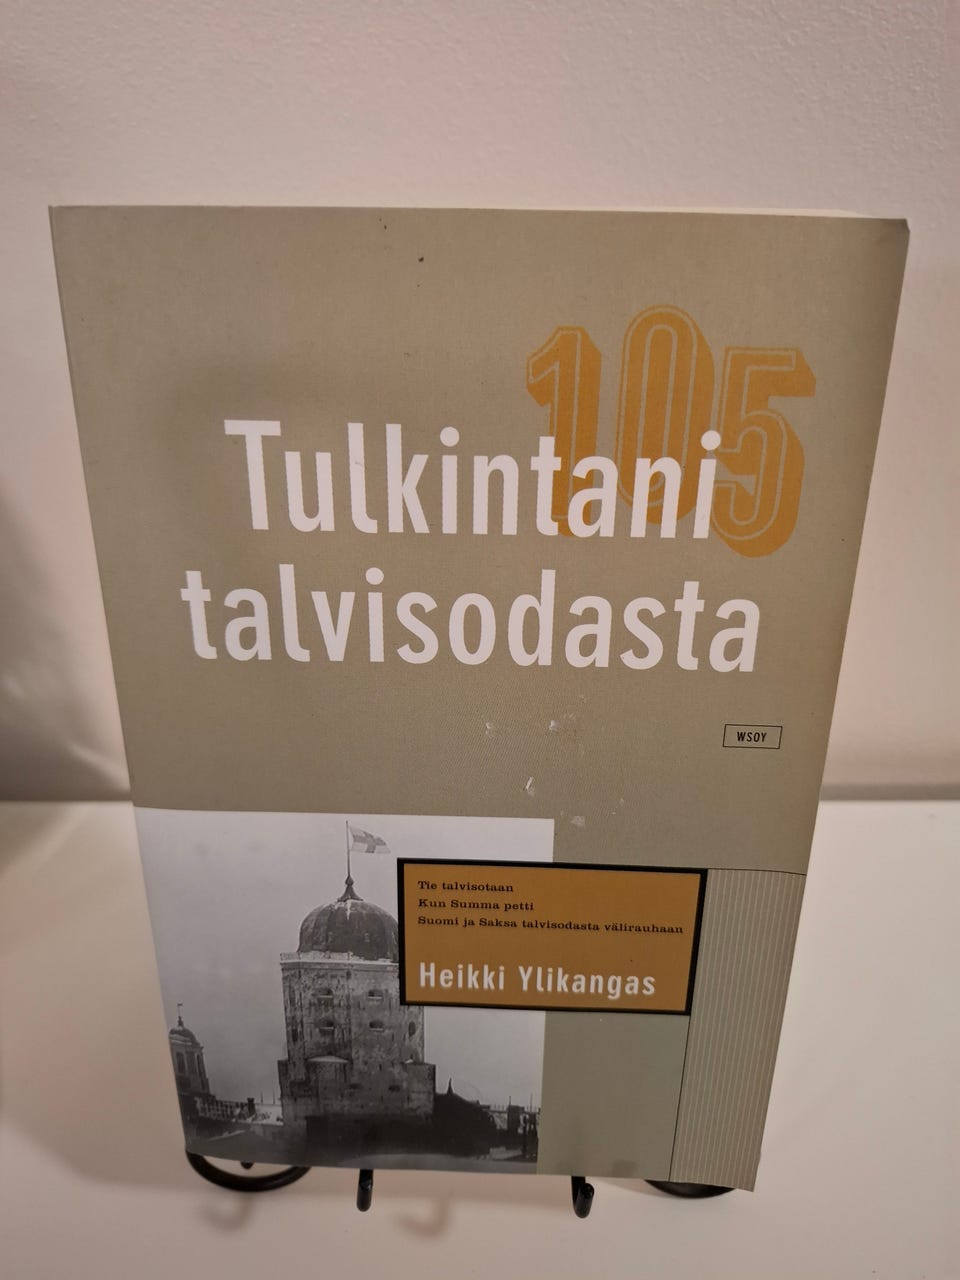 105
Tulkintani
talvisodasta
WSOY
Tie talvisotaan
Kun Summa petti
Suomi ja Saksa talvisodasta välirauhaan
Heikki Ylikangas